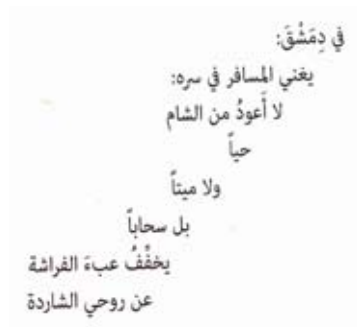 في دِمَشْقَ:
يغني المسافر في سره:
لا أَعودُ من الشام
حياً
ولا ميتاً
بل سحاباً
يخفِّفُ عبءَ الفراشة
عن روحي الشاردة